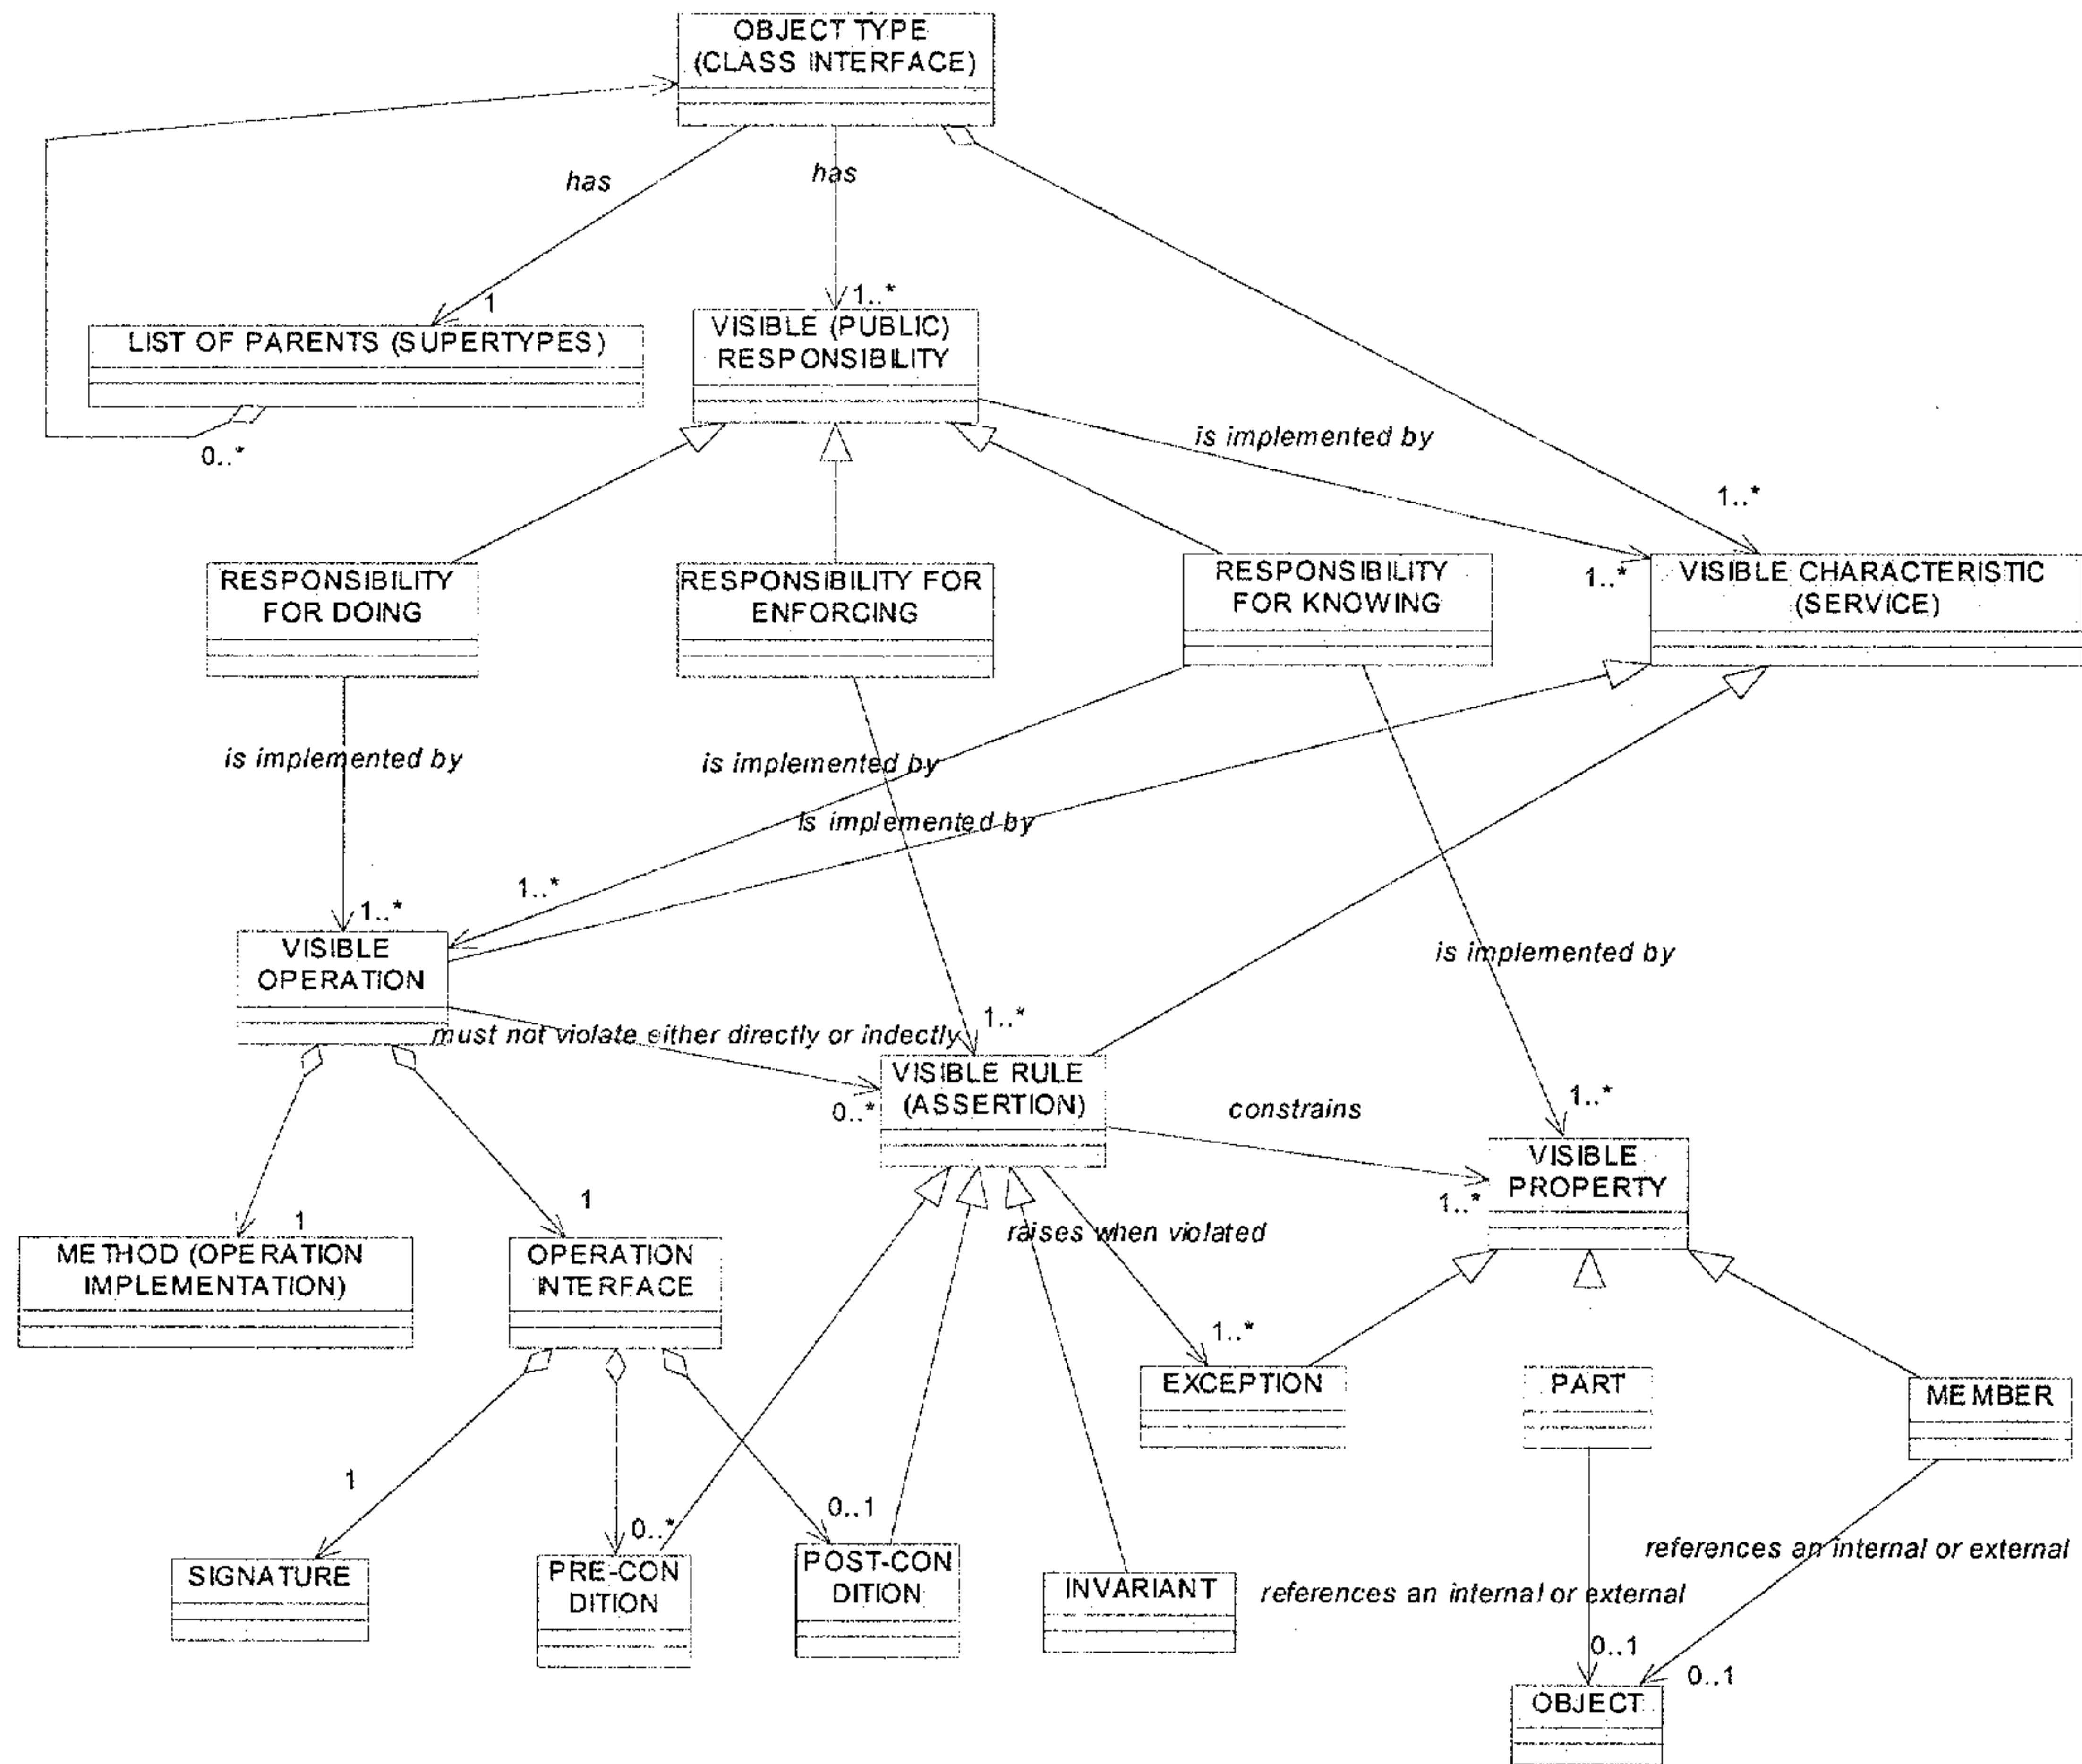 OBJECT TYPE
(CLASS INTERFACE)
has
has
1
1..*
LIST OF PARENTS (SUPERTYPES)
VISIBLE (PUBLIC)
RESPONSIBILITY
0..*
is implemented by
1..*
1..*
RESPONSIBILITY
FOR DOING
RESPONSIBILITY FOR
ENFORCING
RESPONSIBILITY
FOR KNOWING
VISIBLE CHARACTERISTIC
(SERVICE)
is implemented by
is implemented by
Is implemented by
1..*
1..*
is implemented by
VISIBLE
OPERATION
must not violate either directly or indectly
1..*
0..*
VISIBLE RULE
(ASSERTION)
constrains
1..*
1..*
VISIBLE
PROPERTY
1
1
raises when violated
METHOD (OPERATION
IMPLEMENTATION)
OPERATION
INTERFACE
1..*
EXCEPTION
PART
MEMBER
1
0..*
0..1
SIGNATURE
PRE-CON
DITION
POST-CON
DITION
INVARIANT
references an internal or external
references an internal or external
0..1
0..1
OBJECT